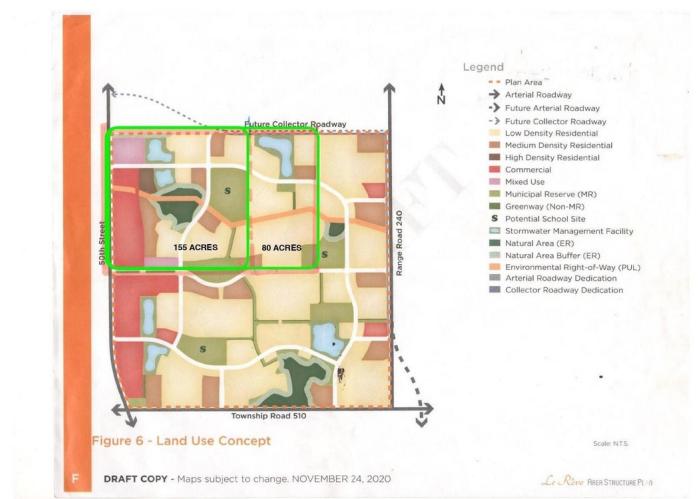 Legend
N
Plan Area
Arterial Roadway
Future Arterial Roadway
Future Collector Roadway
Low Density Residential
Medium Density Residential
High Density Residential
Commercial
Mixed Use
Municipal Reserve (MR)
Greenway (Non-MR)
S Potential School Site
Stormwater Management Facility
Natural Area (ER)
Natural Area Buffer (ER)
Environmental Right-of-Way (PUL)
Arterial Roadway Dedication
Collector Roadway Dedication
Future Collector Roadway
S
155 ACRES
80 ACRES
S
50th Street
Range Road 240
S
Township Road 510
Figure 6 - Land Use Concept
Scale: N.T.S.
F
DRAFT COPY - Maps subject to change. NOVEMBER 24, 2020
Le Rêve AREA STRUCTURE